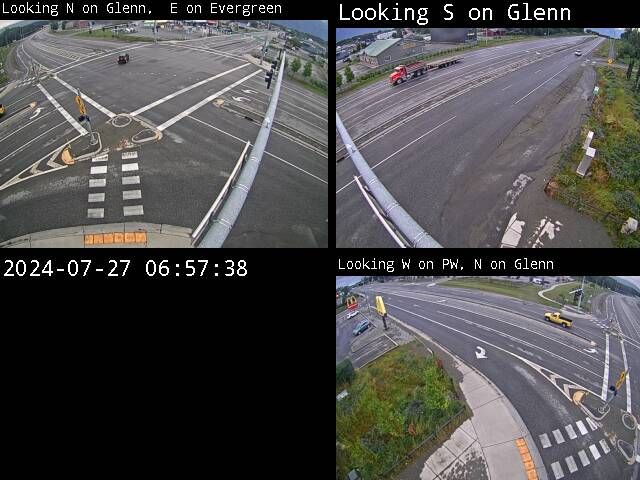 Looking N on Glenn,  E on Evergreen
Looking S on Glenn
2024-07-27 06:57:38
Looking W on PW, N on Glenn